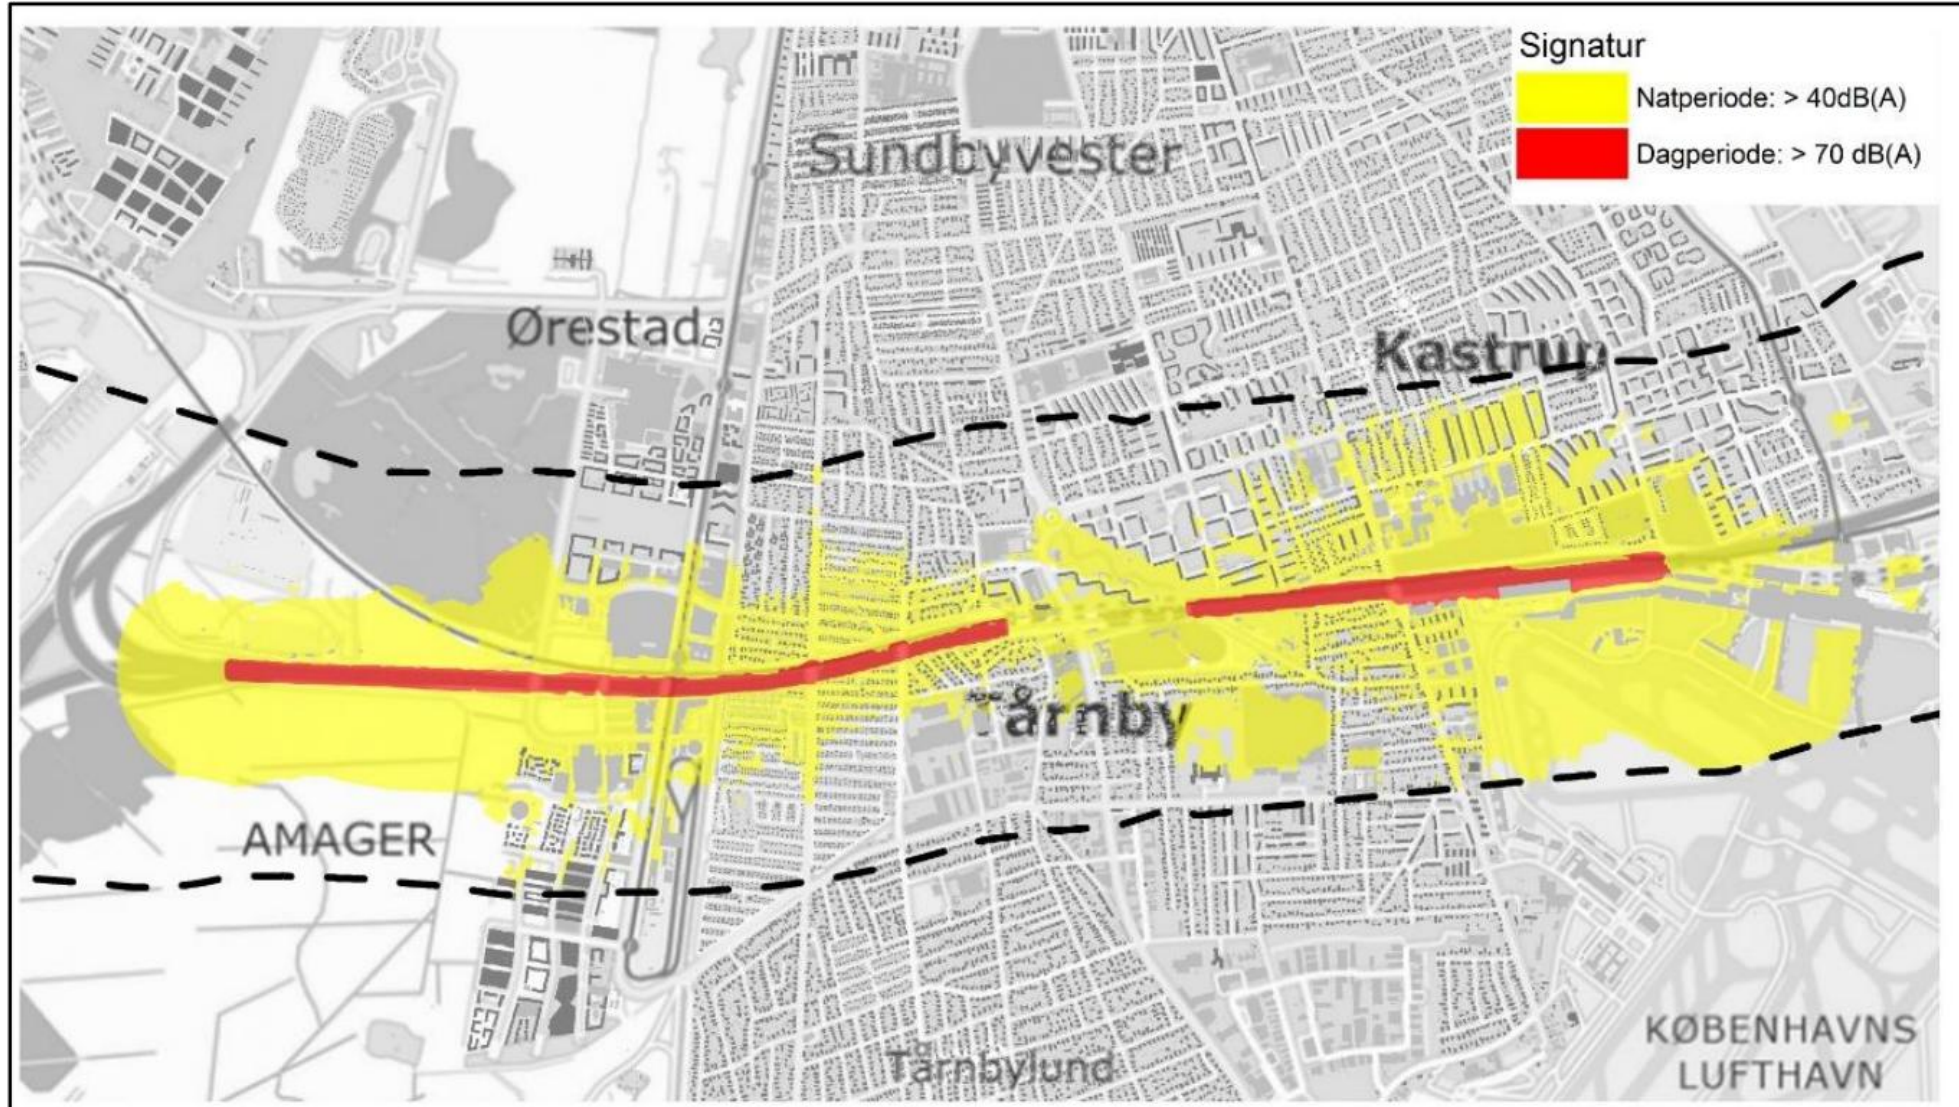 Signatur
Natperiode: > 40dB(A)
Dagperiode: > 70 dB(A)
Sundbyvester
Ørestad
Kastrup
Tårnby
AMAGER
KØBENHAVNS
LUFTHAVN
Tårnbylund